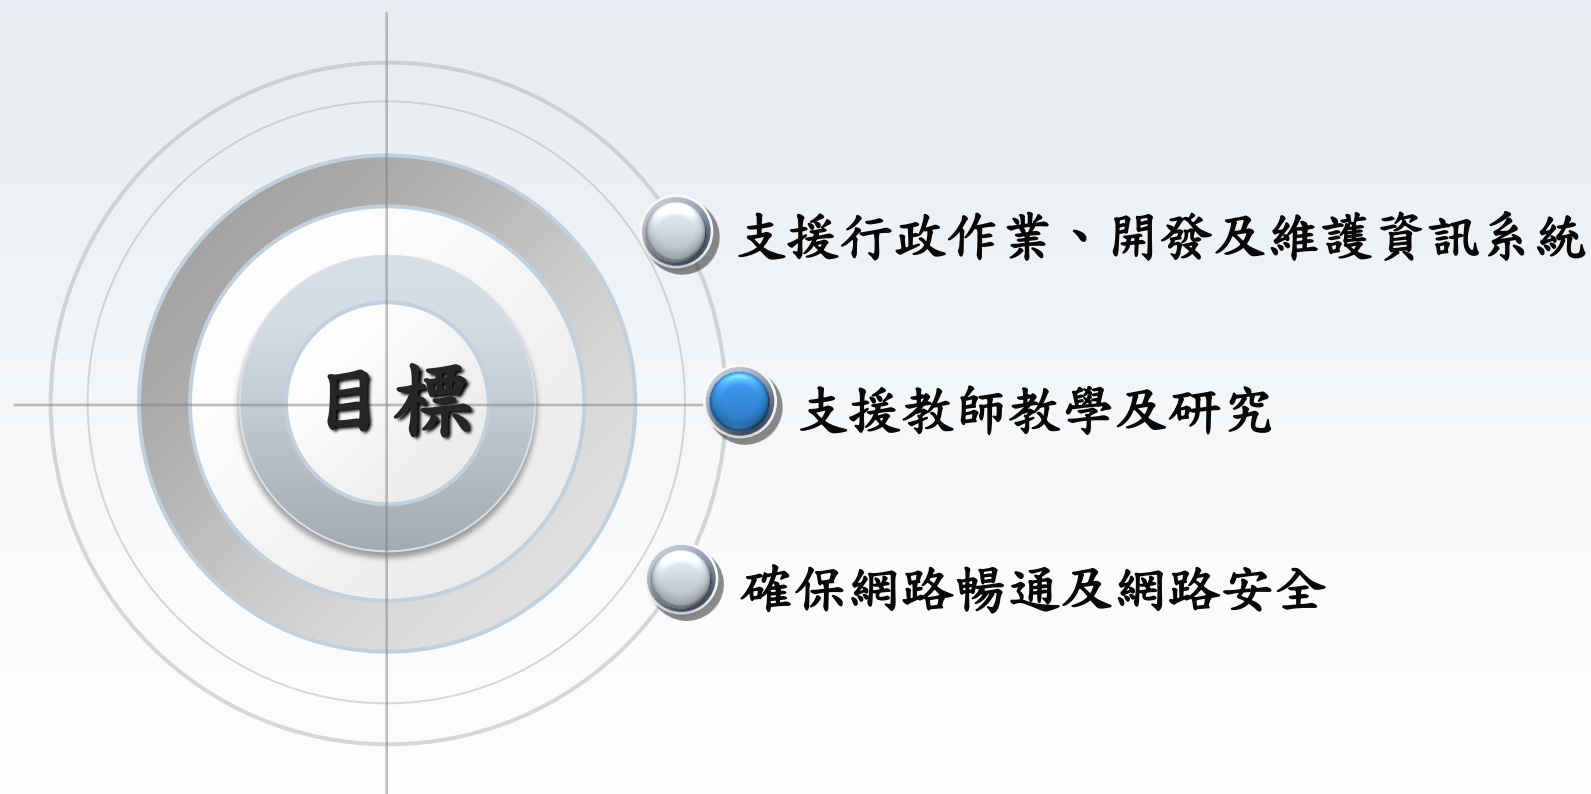 目標
支援行政作業、開發及維護資訊系統
支援教師教學及研究
確保網路暢通及網路安全